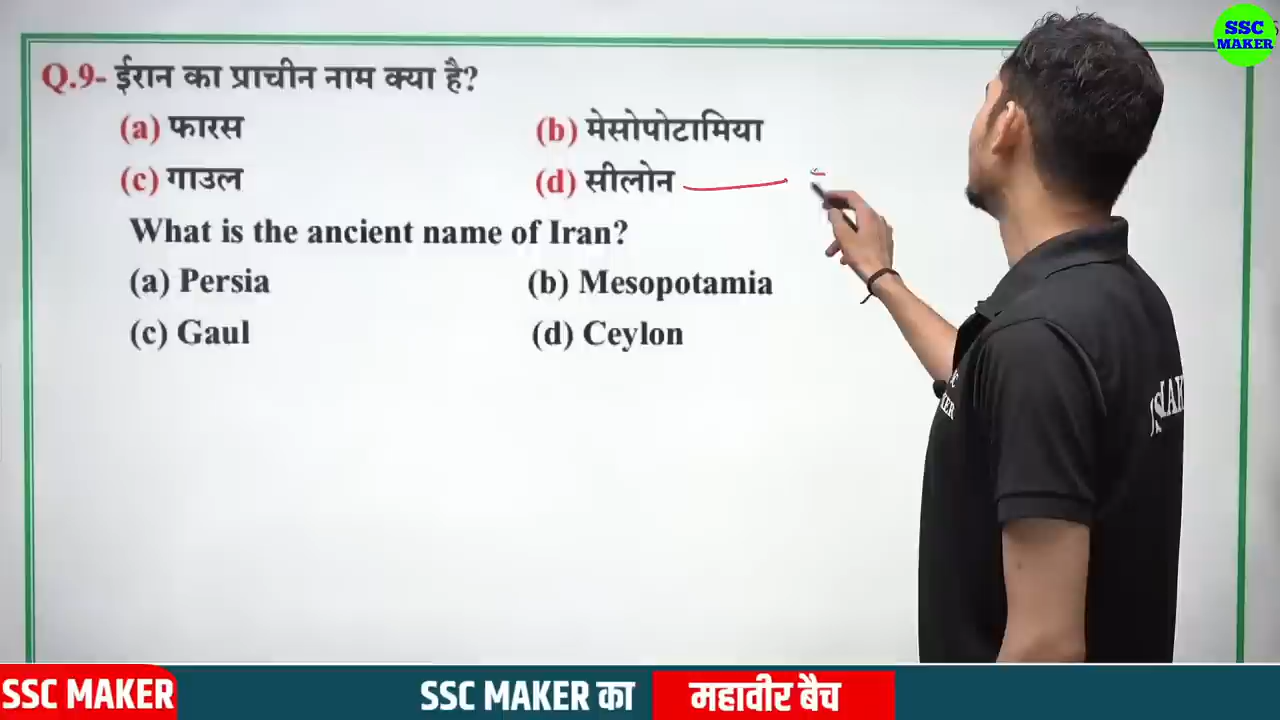 SSC
MAKER
Q.9- ईरान का प्राचीन नाम क्या है?
(a) फारस (b) मेसोपोटामिया
(c) गाउल (d) सीलोन
What is the ancient name of Iran?
(a) Persia (b) Mesopotamia
(c) Gaul (d) Ceylon
SSC MAKER SSC MAKER का महावीर बैच